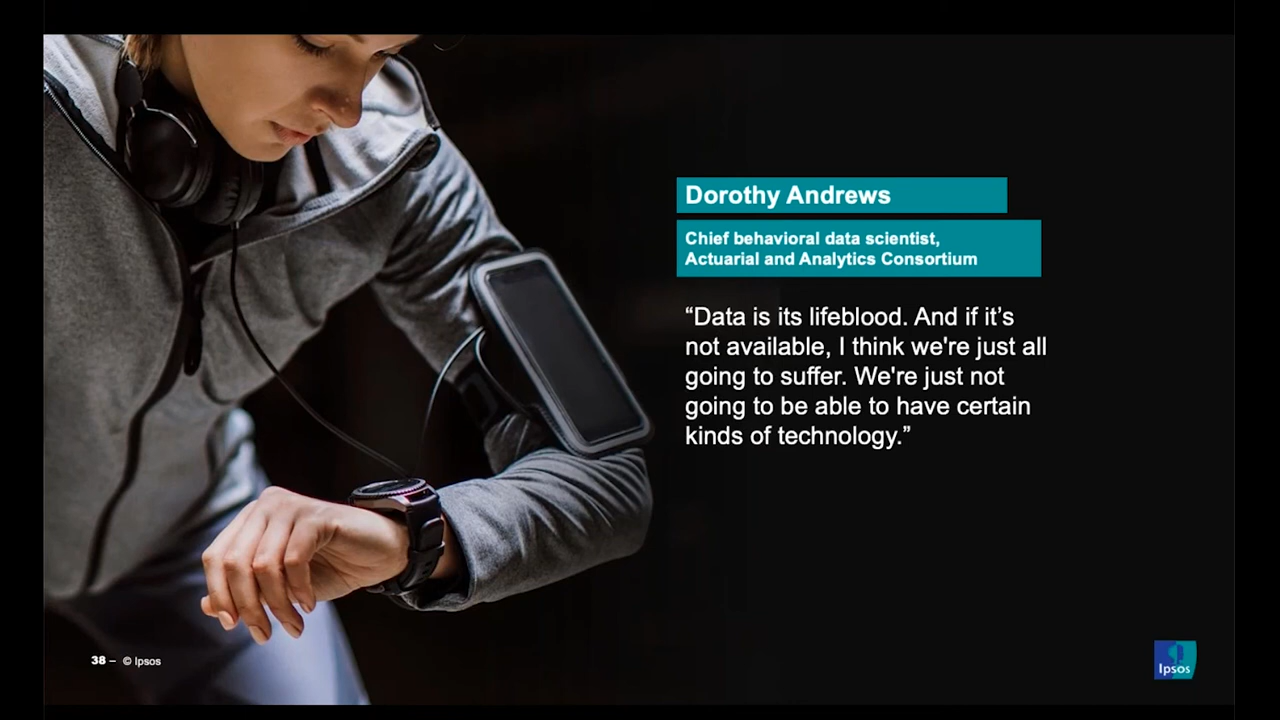 Dorothy Andrews
Chief behavioral data scientist,
Actuarial and Analytics Consortium
“Data is its lifeblood. And if it’s
not available, I think we're just all
going to suffer. We're just not
going to be able to have certain
kinds of technology.”
38 – © Ipsos
Ipsos